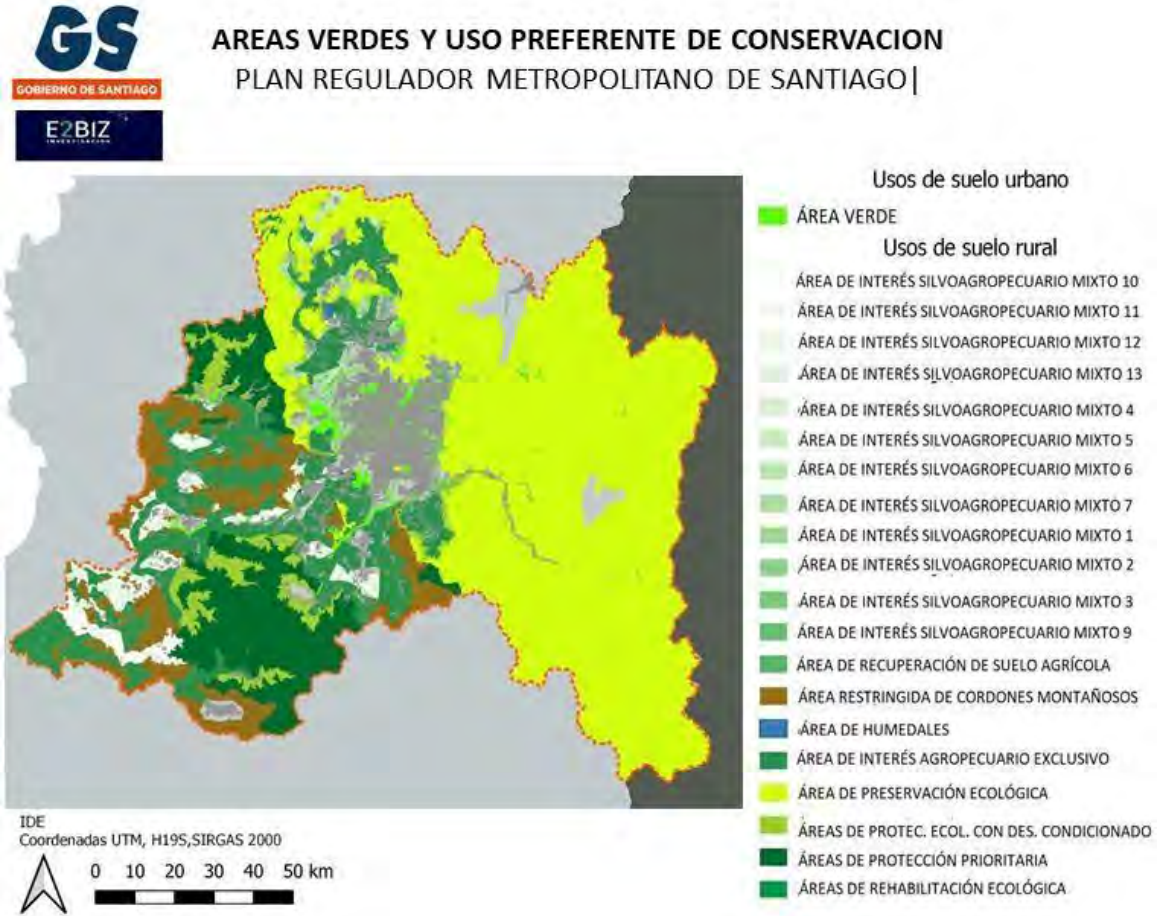 GS
GOBIERNO DE SANTIAGO
E2BIZ
INVESTIGACION
AREAS VERDES Y USO PREFERENTE DE CONSERVACION
PLAN REGULADOR METROPOLITANO DE SANTIAGO|
Usos de suelo urbano
ÁREA VERDE
Usos de suelo rural
ÁREA DE INTERÉS SILVOAGROPECUARIO MIXTO 10
ÁREA DE INTERÉS SILVOAGROPECUARIO MIXTO 11
ÁREA DE INTERÉS SILVOAGROPECUARIO MIXTO 12
ÁREA DE INTERÉS SILVOAGROPECUARIO MIXTO 13
ÁREA DE INTERÉS SILVOAGROPECUARIO MIXTO 4
ÁREA DE INTERÉS SILVOAGROPECUARIO MIXTO 5
ÁREA DE INTERÉS SILVOAGROPECUARIO MIXTO 6
ÁREA DE INTERÉS SILVOAGROPECUARIO MIXTO 7
ÁREA DE INTERÉS SILVOAGROPECUARIO MIXTO 1
ÁREA DE INTERÉS SILVOAGROPECUARIO MIXTO 2
ÁREA DE INTERÉS SILVOAGROPECUARIO MIXTO 3
ÁREA DE INTERÉS SILVOAGROPECUARIO MIXTO 9
ÁREA DE RECUPERACIÓN DE SUELO AGRÍCOLA
ÁREA RESTRINGIDA DE CORDONES MONTAÑOSOS
ÁREA DE HUMEDALES
ÁREA DE INTERÉS AGROPECUARIO EXCLUSIVO
ÁREA DE PRESERVACIÓN ECOLÓGICA
ÁREAS DE PROTEC. ECOL. CON DES. CONDICIONADO
ÁREAS DE PROTECCIÓN PRIORITARIA
ÁREAS DE REHABILITACIÓN ECOLÓGICA
IDE
Coordenadas UTM, H19S,SIRGAS 2000
0 10 20 30 40 50 km